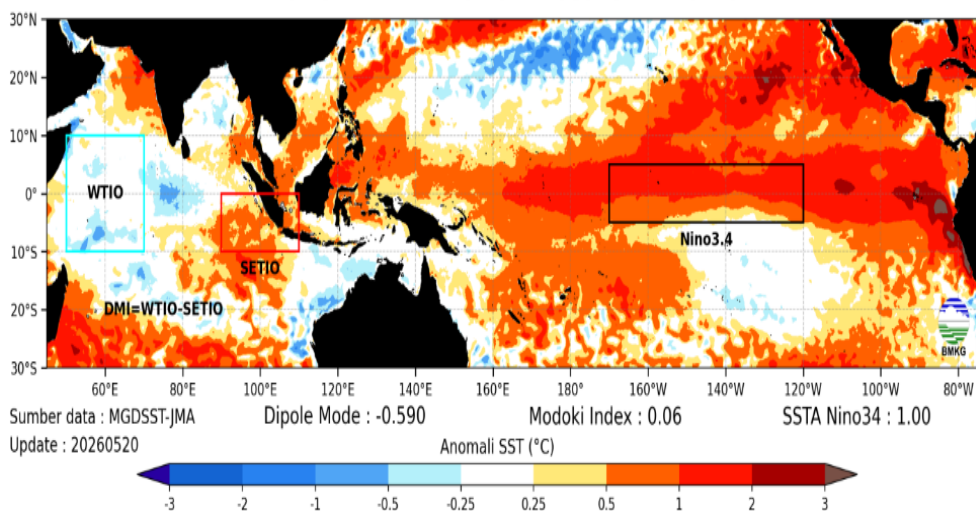 30°N
20°N
10°N
0°
10°S
20°S
30°S
WTIO
SETIO
Nino3.4
DMI=WTIO-SETIO
BMKG
60°E 80°E 100°E 120°E 140°E 160°E 180°W 160°W 140°W 120°W 100°W 80°W
Sumber data : MGDSST-JMA Dipole Mode : -0.590 Modoki Index : 0.06 SSTA Nino34 : 1.00
Update : 20260520
Anomali SST (°C)
-3 -2 -1 -0.5 -0.25 0.25 0.5 1 2 3